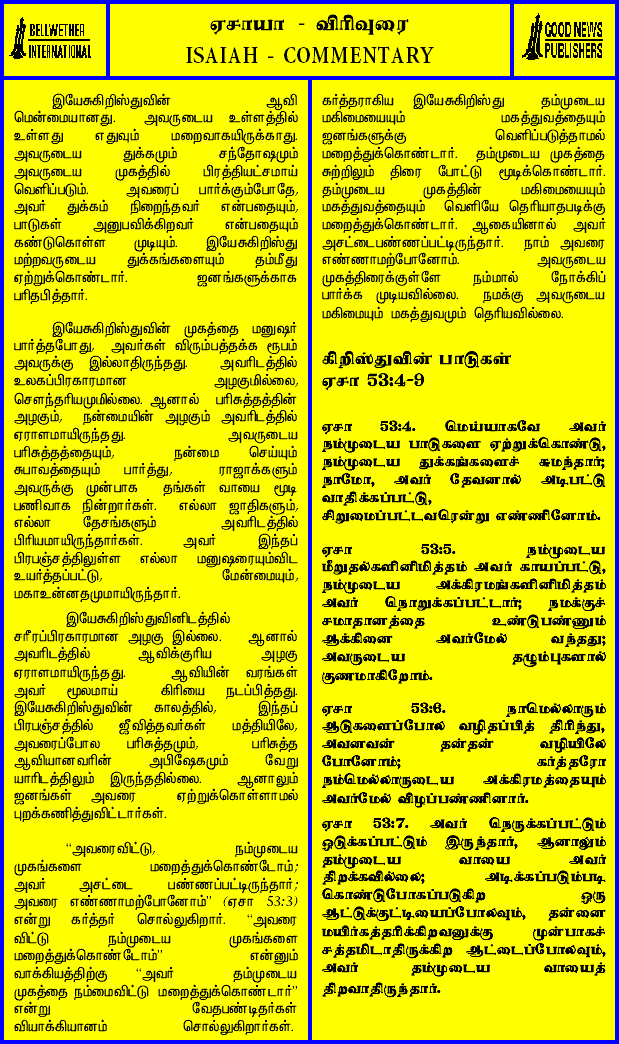 BELLWETHER
INTERNATIONAL
ஏசாயா - விரிவுரை
ISAIAH - COMMENTARY
GOOD NEWS
PUBLISHERS
இயேசுகிறிஸ்துவின் ஆவி
மென்மையானது. அவருடைய உள்ளத்தில்
உள்ளது எதுவும் மறைவாகயிருக்காது.
அவருடைய துக்கமும் சந்தோஷமும்
அவருடைய முகத்தில் பிரத்தியட்சமாய்
வெளிப்படும். அவரைப் பார்க்கும்போதே,
அவர் துக்கம் நிறைந்தவர் என்பதையும்,
பாடுகள் அனுபவிக்கிறவர் என்பதையும்
கண்டுகொள்ள முடியும். இயேசுகிறிஸ்து
மற்றவருடைய துக்கங்களையும் தம்மீது
ஏற்றுக்கொண்டார். ஜனங்களுக்காக
பரிதபித்தார்.
இயேசுகிறிஸ்துவின் முகத்தை மனுஷர்
பார்த்தபோது, அவர்கள் விரும்பத்தக்க ரூபம்
அவருக்கு இல்லாதிருந்தது. அவரிடத்தில்
உலகப்பிரகாரமான அழகுமில்லை,
சௌந்தரியமுமில்லை. ஆனால் பரிசுத்தத்தின்
அழகும், நன்மையின் அழகும் அவரிடத்தில்
ஏராளமாயிருந்தது. அவருடைய
பரிசுத்தத்தையும், நன்மை செய்யும்
சுபாவத்தையும் பார்த்து, ராஜாக்களும்
அவருக்கு முன்பாக தங்கள் வாயை மூடி
பணிவாக நின்றார்கள். எல்லா ஜாதிகளும்,
எல்லா தேசங்களும் அவரிடத்தில்
பிரியமாயிருந்தார்கள். அவர் இந்தப்
பிரபஞ்சத்திலுள்ள எல்லா மனுஷரையும்விட
உயர்த்தப்பட்டு, மேன்மையும்,
மகாஉன்னதமுமாயிருந்தார்.
இயேசுகிறிஸ்துவினிடத்தில்
சரீரப்பிரகாரமான அழகு இல்லை. ஆனால்
அவரிடத்தில் ஆவிக்குரிய அழகு
ஏராளமாயிருந்தது. ஆவியின் வரங்கள்
அவர் மூலமாய் கிரியை நடப்பித்தது.
இயேசுகிறிஸ்துவின் காலத்தில், இந்தப்
பிரபஞ்சத்தில் ஜீவித்தவர்கள் மத்தியிலே,
அவரைப்போல பரிசுத்தமும், பரிசுத்த
ஆவியானவரின் அபிஷேகமும் வேறு
யாரிடத்திலும் இருந்ததில்லை. ஆனாலும்
ஜனங்கள் அவரை ஏற்றுக்கொள்ளாமல்
புறக்கணித்துவிட்டார்கள்.
“அவரைவிட்டு, நம்முடைய
முகங்களை மறைத்துக்கொண்டோம்;
அவர் அசட்டை பண்ணப்பட்டிருந்தார்;
அவரை எண்ணாமற்போனோம்” (ஏசா 53:3)
என்று கர்த்தர் சொல்லுகிறார். “அவரை
விட்டு நம்முடைய முகங்களை
மறைத்துக்கொண்டோம்” என்னும்
வாக்கியத்திற்கு “அவர் தம்முடைய
முகத்தை நம்மைவிட்டு மறைத்துக்கொண்டார்”
என்று வேதபண்டிதர்கள்
வியாக்கியானம் சொல்லுகிறார்கள்.
கர்த்தராகிய இயேசுகிறிஸ்து தம்முடைய
மகிமையையும் மகத்துவத்தையும்
ஜனங்களுக்கு வெளிப்படுத்தாமல்
மறைத்துக்கொண்டார். தம்முடைய முகத்தை
சுற்றிலும் திரை போட்டு மூடிக்கொண்டார்.
தம்முடைய முகத்தின் மகிமையையும்
மகத்துவத்தையும் வெளியே தெரியாதபடிக்கு
மறைத்துக்கொண்டார். ஆகையினால் அவர்
அசட்டைபண்ணப்பட்டிருந்தார். நாம் அவரை
எண்ணாமற்போனோம். அவருடைய
முகத்திரைக்குள்ளே நம்மால் நோக்கிப்
பார்க்க முடியவில்லை. நமக்கு அவருடைய
மகிமையும் மகத்துவமும் தெரியவில்லை.
கிறிஸ்துவின் பாடுகள்
ஏசா 53:4-9
ஏசா 53:4. மெய்யாகவே அவர்
நம்முடைய பாடுகளை ஏற்றுக்கொண்டு,
நம்முடைய துக்கங்களைச் சுமந்தார்;
நாமோ, அவர் தேவனால் அடிபட்டு
வாதிக்கப்பட்டு,
சிறுமைப்பட்டவரென்று எண்ணினோம்.
ஏசா 53:5. நம்முடைய
மீறுதல்களினிமித்தம் அவர் காயப்பட்டு,
நம்முடைய அக்கிரமங்களினிமித்தம்
அவர் நொறுக்கப்பட்டார்; நமக்குச்
சமாதானத்தை உண்டுபண்ணும்
ஆக்கினை அவர்மேல் வந்தது;
அவருடைய தழும்புகளால்
குணமாகிறோம்.
ஏசா 53:6. நாமெல்லாரும்
ஆடுகளைப்போல வழிதப்பித் திரிந்து,
அவனவன் தன்தன் வழியிலே
போனோம்; கர்த்தரோ
நம்மெல்லாருடைய அக்கிரமத்தையும்
அவர்மேல் விழப்பண்ணினார்.
ஏசா 53:7. அவர் நெருக்கப்பட்டும்
ஒடுக்கப்பட்டும் இருந்தார், ஆனாலும்
தம்முடைய வாயை அவர்
திறக்கவில்லை; அடிக்கப்படும்படி
கொண்டுபோகப்படுகிற ஒரு
ஆட்டுக்குட்டியைப்போலவும், தன்னை
மயிர்கத்தரிக்கிறவனுக்கு முன்பாகச்
சத்தமிடாதிருக்கிற ஆட்டைப்போலவும்,
அவர் தம்முடைய வாயைத்
திறவாதிருந்தார்.